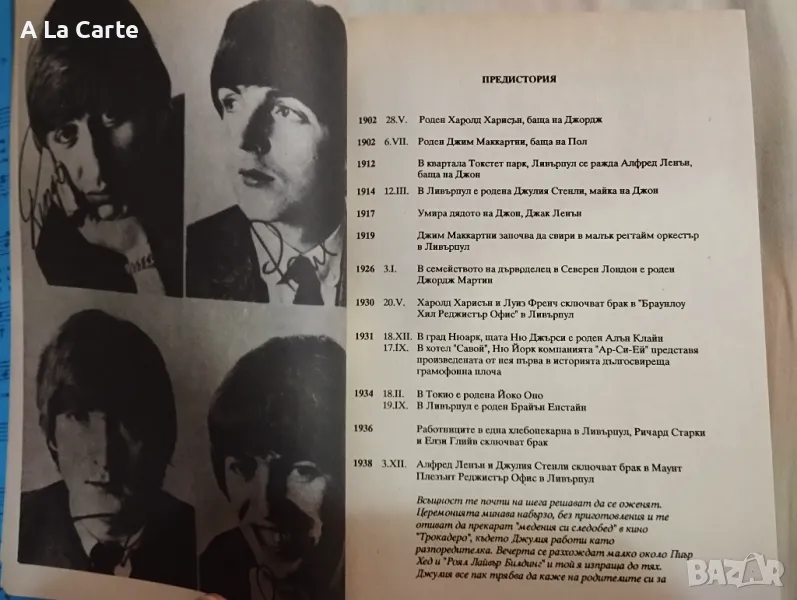 A La Carte
Ringo
Paul
ПРЕДИСТОРИЯ
1902 28.V. Роден Харолд Харисън, баща на Джордж
1902 6.VII. Роден Джим Маккартни, баща на Пол
1912 В квартала Токстет парк, Ливърпул се ражда Алфред Ленън,
баща на Джон
1914 12.III. В Ливърпул е родена Джулия Стенли, майка на Джон
1917 Умира дядото на Джон, Джак Ленън
1919 Джим Маккартни започва да свири в малък регтайм оркестър
в Ливърпул
1926 3.I. В семейството на дърводелец в Северен Лондон е роден
Джордж Мартин
1930 20.V. Харолд Харисън и Луиз Френч сключват брак в "Браунлоу
Хил Реджистър Офис" в Ливърпул
1931 18.XII. В град Нюарк, щата Ню Джърси е роден Алън Клайн
17.IX. В хотел "Савой", Ню Йорк компанията "Ар-Си-Ей" представя
произведената от нея първа в историята дългосвиреща
грамофонна плоча
1934 18.II. В Токио е родена Йоко Оно
19.IX. В Ливърпул е роден Брайън Епстайн
1936 Работниците в една хлебопекарна в Ливърпул, Ричард Старки
и Елзи Глийв сключват брак
1938 3.XII. Алфред Ленън и Джулия Стенли сключват брак в Маунт
Плезънт Реджистър Офис в Ливърпул
Всъщност те почти на шега решават да се оженят.
Церемонията минава набързо, без приготовления и те
отиват да прекарат "медения си следобед" в кино
"Трокадеро", където Джулия работи като
разпоредителка. Вечерта се разхождат малко около Пиър
Хед и "Роял Лайвър Билдинг" и той я изпраща до тях.
Джулия все пак трябва да каже на родителите си за
BAZAR